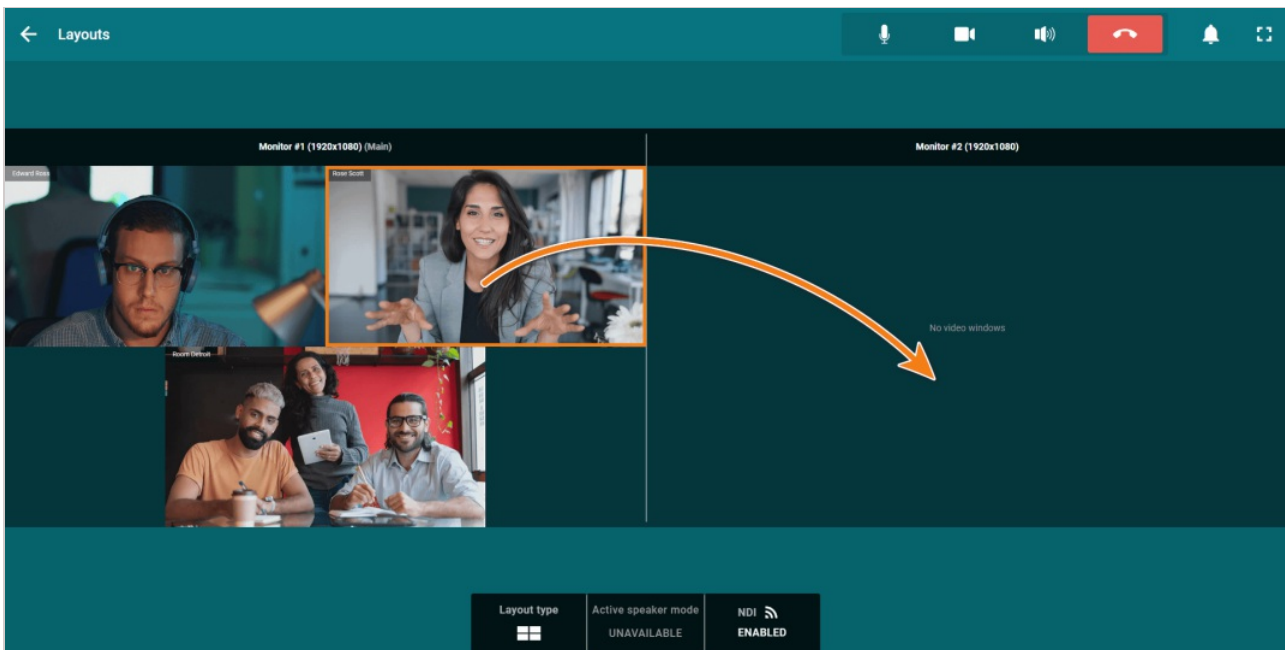 Layouts
Monitor #1 (1920x1080) (Main)
Monitor #2 (1920x1080)
Edward Ross
Rose Scott
No video windows
Room Detroit
Layout type
Active speaker mode
UNAVAILABLE
NDI
ENABLED